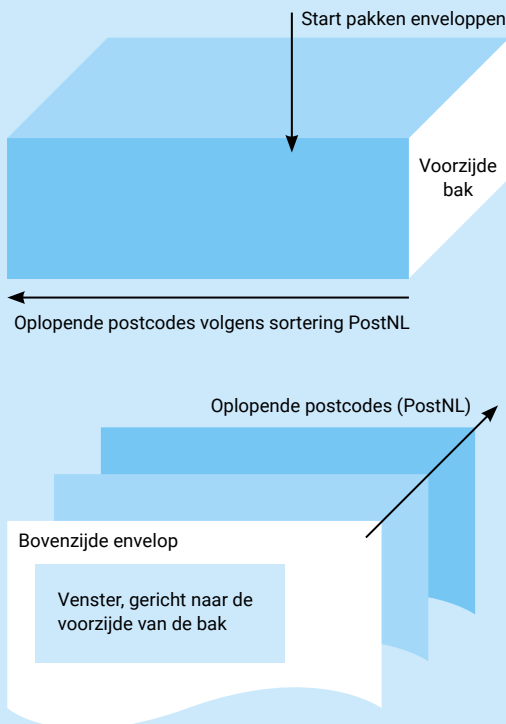 Start pakken enveloppen
Voorzijde
bak
Oplopende postcodes volgens sortering PostNL
Oplopende postcodes (PostNL)
Bovenzijde envelop
Venster, gericht naar de
voorzijde van de bak